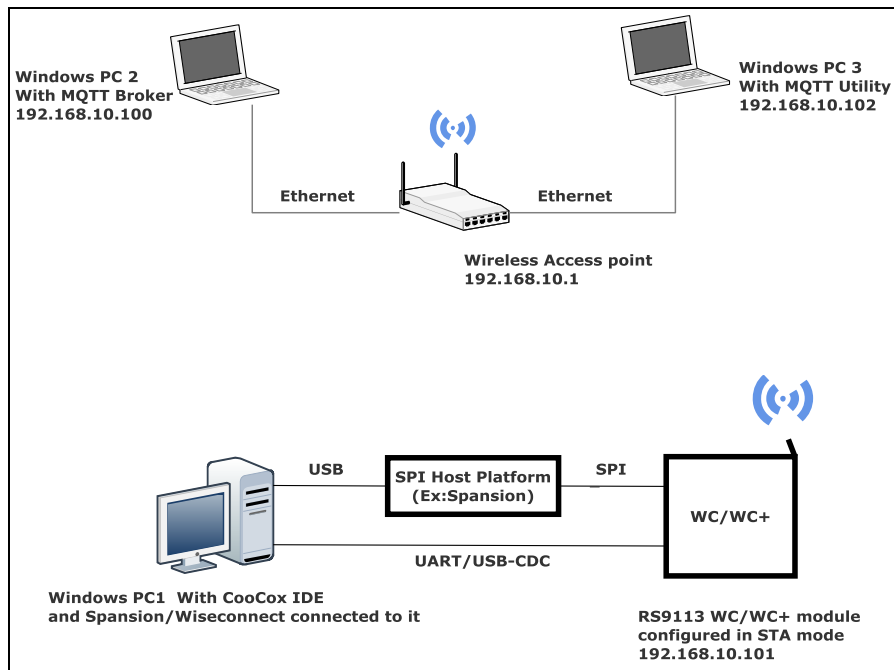 Windows PC 2
With MQTT Broker
192.168.10.100
Windows PC 3
With MQTT Utility
192.168.10.102
Ethernet
Ethernet
Wireless Access point
192.168.10.1
USB
SPI Host Platform
(Ex:Spansion)
SPI
WC/WC+
UART/USB-CDC
Windows PC1 With CooCox IDE
and Spansion/Wiseconnect connected to it
RS9113 WC/WC+ module
configured in STA mode
192.168.10.101